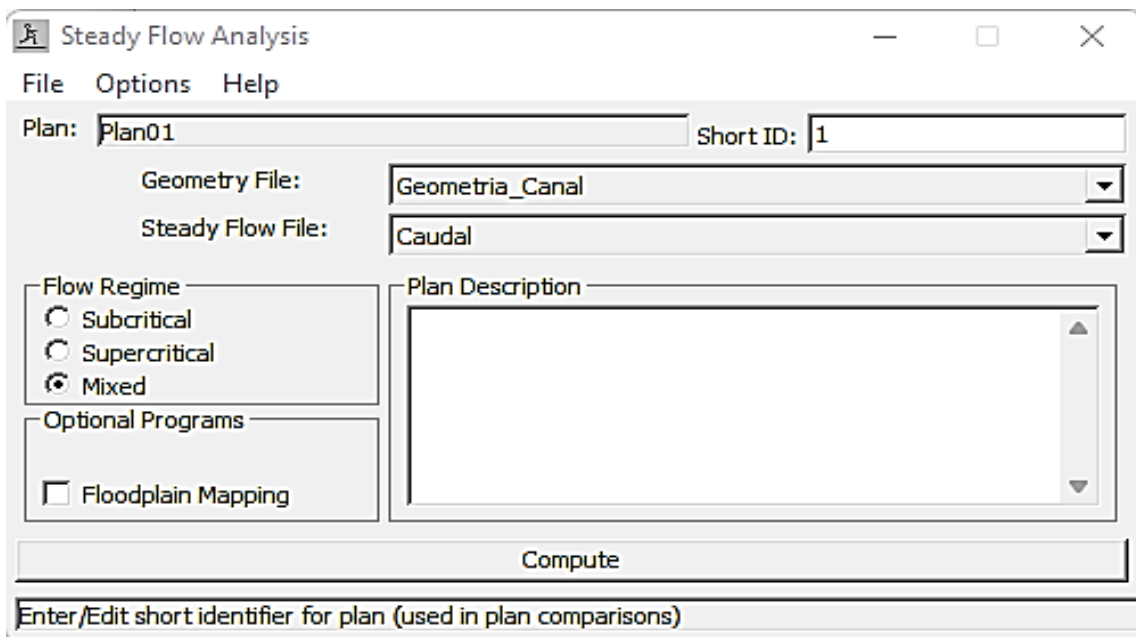 Steady Flow Analysis
File Options Help
Plan: Plan01 Short ID: 1
Geometry File: Geometria_Canal
Steady Flow File: Caudal
Flow Regime
Subcritical
Supercritical
Mixed
Plan Description
Optional Programs
Floodplain Mapping
Compute
Enter/Edit short identifier for plan (used in plan comparisons)